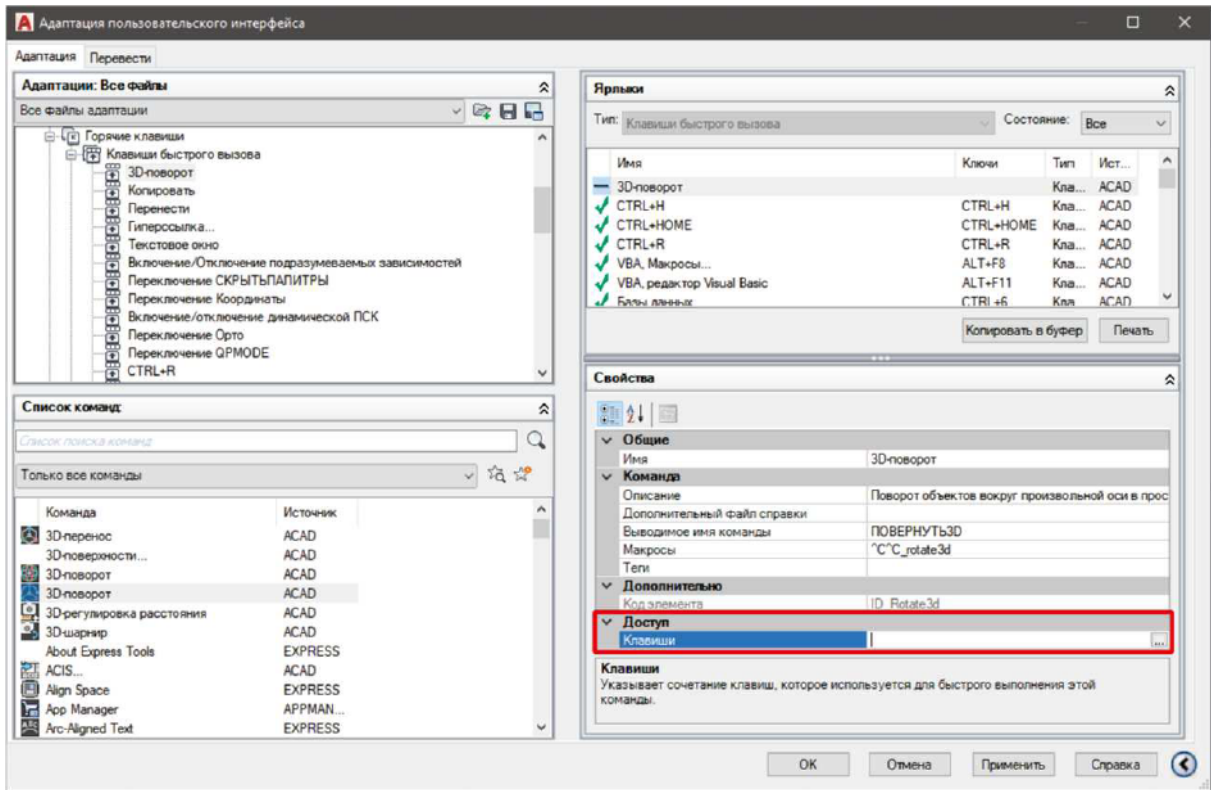 Адаптация пользовательского интерфейса
Адаптация Перевести
Адаптации: Все файлы
Все файлы адаптации
Горячие клавиши
Клавиши быстрого вызова
3D-поворот
Копировать
Перенести
Гиперссылка...
Текстовое окно
Включение/Отключение подразумеваемых зависимостей
Переключение СКРЫТЬПАЛИТРЫ
Переключение Координаты
Включение/отключение динамической ПСК
Переключение Орто
Переключение QPMODE
CTRL+R
Список команд:
Список поиска команд
Только все команды
Команда Источник
3D-перенос ACAD
3D-поверхности... ACAD
3D-поворот ACAD
3D-поворот ACAD
3D-регулировка расстояния ACAD
3D-шарнир ACAD
About Express Tools EXPRESS
ACIS... ACAD
Align Space EXPRESS
App Manager APPMAN...
Arc-Aligned Text EXPRESS
Ярлыки
Тип: Клавиши быстрого вызова Состояние: Все
Имя Ключи Тип Ист...
3D-поворот Кла... ACAD
CTRL+H CTRL+H Кла... ACAD
CTRL+HOME CTRL+HOME Кла... ACAD
CTRL+R CTRL+R Кла... ACAD
VBA, Макросы... ALT+F8 Кла... ACAD
VBA, редактор Visual Basic ALT+F11 Кла... ACAD
Базы данных CTRL+6 Кла ACAD
Копировать в буфер Печать
Свойства
Общие
Имя 3D-поворот
Команда
Описание Поворот объектов вокруг произвольной оси в прос
Дополнительный файл справки
Выводимое имя команды ПОВЕРНУТЬ3D
Макросы ^C^C_rotate3d
Теги
Дополнительно
Код элемента ID_Rotate3d
Доступ
Клавиши ...
Клавиши
Указывает сочетание клавиш, которое используется для быстрого выполнения этой
команды.
OK Отмена Применить Справка